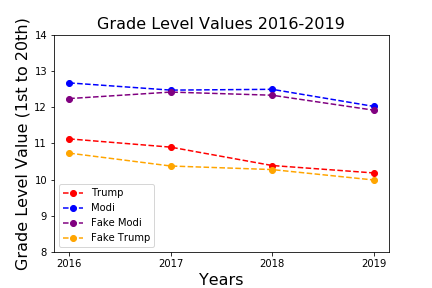 Grade Level Values 2016-2019
Grade Level Value (1st to 20th)
14
13
12
11
10
9
8
Trump
Modi
Fake Modi
Fake Trump
2016
2017
2018
2019
Years